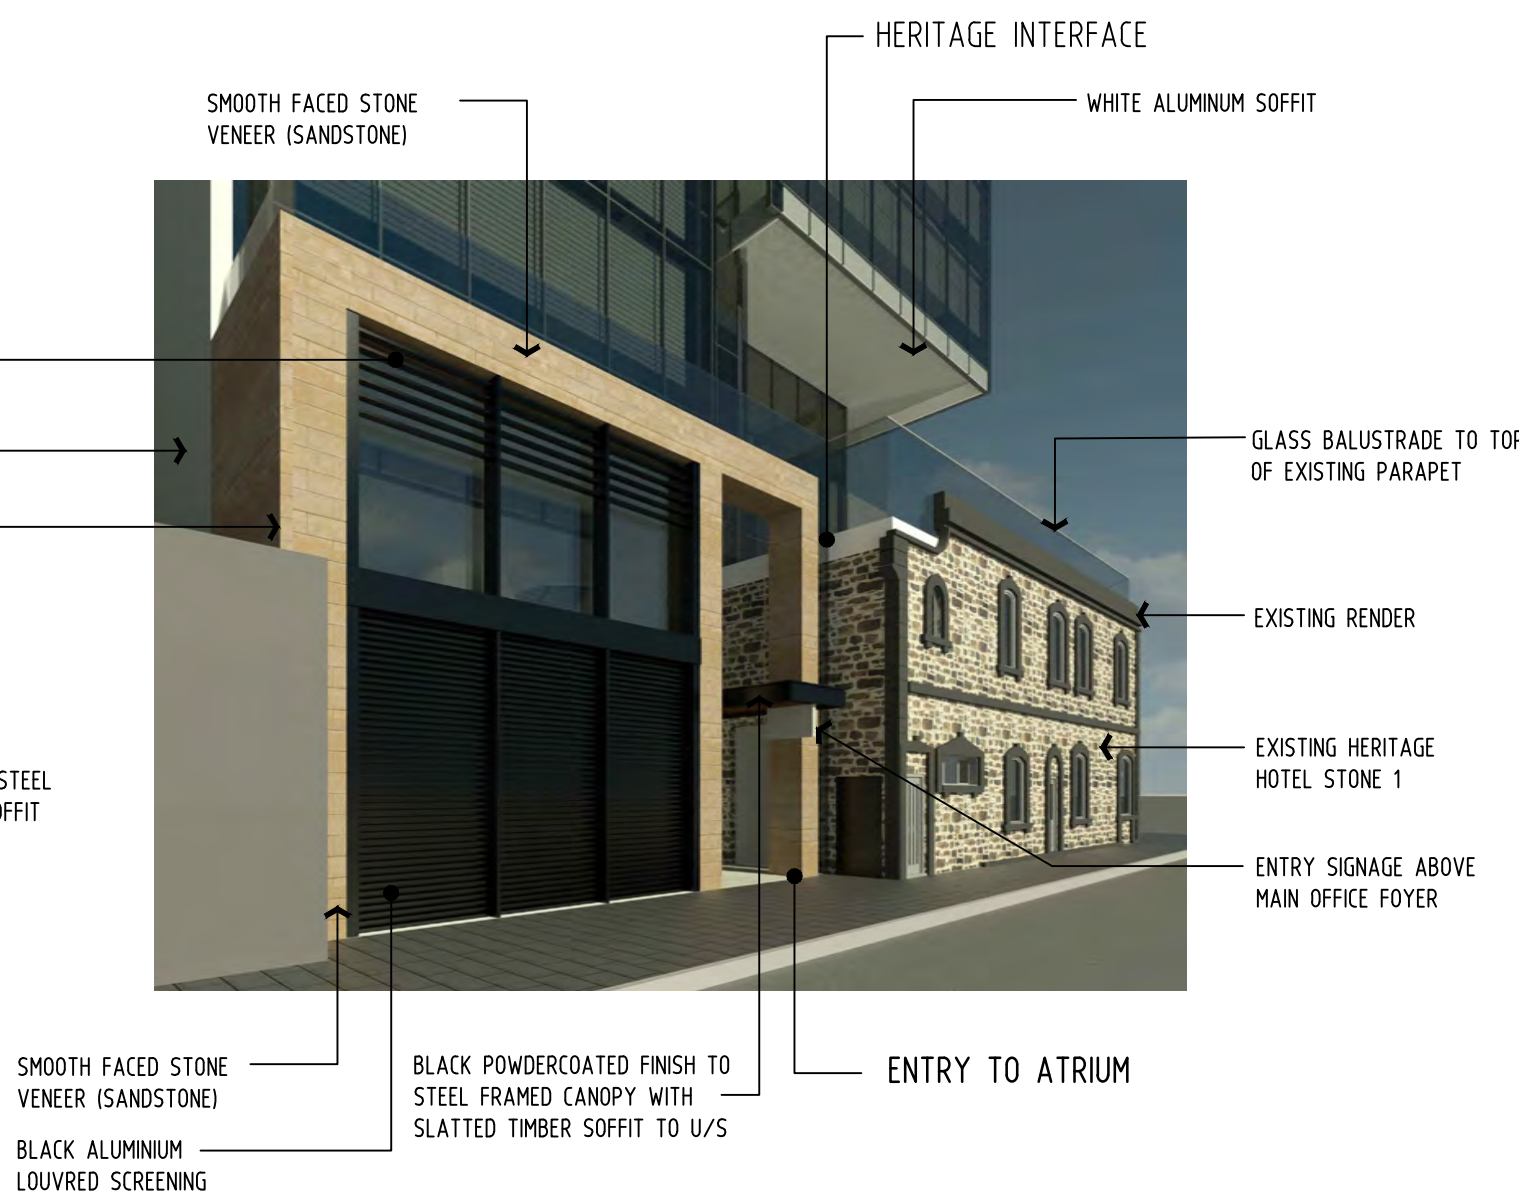 HERITAGE INTERFACE
SMOOTH FACED STONE
VENEER (SANDSTONE)
WHITE ALUMINUM SOFFIT
GLASS BALUSTRADE TO TOP
OF EXISTING PARAPET
EXISTING RENDER
EXISTING HERITAGE
HOTEL STONE 1
STEEL
OFFIT
ENTRY SIGNAGE ABOVE
MAIN OFFICE FOYER
SMOOTH FACED STONE
VENEER (SANDSTONE)
BLACK ALUMINIUM
LOUVRED SCREENING
BLACK POWDERCOATED FINISH TO
STEEL FRAMED CANOPY WITH
SLATTED TIMBER SOFFIT TO U/S
ENTRY TO ATRIUM